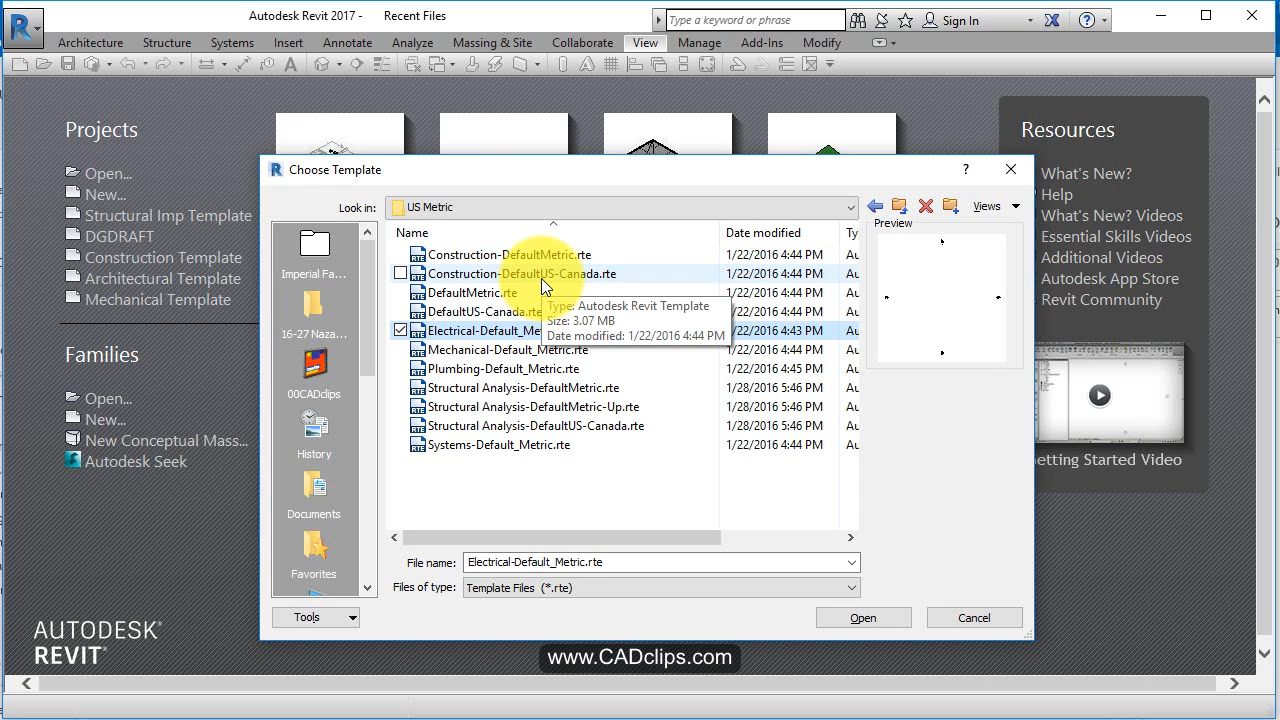 Autodesk Revit 2017 - Recent Files
Type a keyword or phrase
Sign In
Architecture Structure Systems Insert Annotate Analyze Massing & Site Collaborate View Manage Add-Ins Modify
Projects
Open...
New...
Structural Imp Template
DGDRAFT
Construction Template
Architectural Template
Mechanical Template
Families
Open...
New...
New Conceptual Mass...
Autodesk Seek
AUTODESK®
REVIT®
Choose Template
Look in: US Metric
Views
Imperial Fa...
16-27 Naza...
00CADclips
History
Documents
Favorites
Name Date modified Ty
Construction-DefaultMetric.rte 1/22/2016 4:44 PM Au
Construction-DefaultUS-Canada.rte 1/22/2016 4:44 PM Au
DefaultMetric.rte 1/22/2016 4:44 PM Au
DefaultUS-Canada.rte 1/22/2016 4:44 PM Au
Electrical-Default_Met 1/22/2016 4:43 PM Au
Mechanical-Default_Metric.rte 1/22/2016 4:44 PM Au
Plumbing-Default_Metric.rte 1/22/2016 4:45 PM Au
Structural Analysis-DefaultMetric.rte 1/28/2016 5:46 PM Au
Structural Analysis-DefaultMetric-Up.rte 1/28/2016 5:46 PM Au
Structural Analysis-DefaultUS-Canada.rte 1/28/2016 5:46 PM Au
Systems-Default_Metric.rte 1/22/2016 4:44 PM Au
Type: Autodesk Revit Template
Size: 3.07 MB
Date modified: 1/22/2016 4:44 PM
Preview
File name: Electrical-Default_Metric.rte
Files of type: Template Files (*.rte)
Tools
Open
Cancel
Resources
What's New?
Help
What's New? Videos
Essential Skills Videos
Additional Videos
Autodesk App Store
Revit Community
etting Started Video
www.CADclips.com